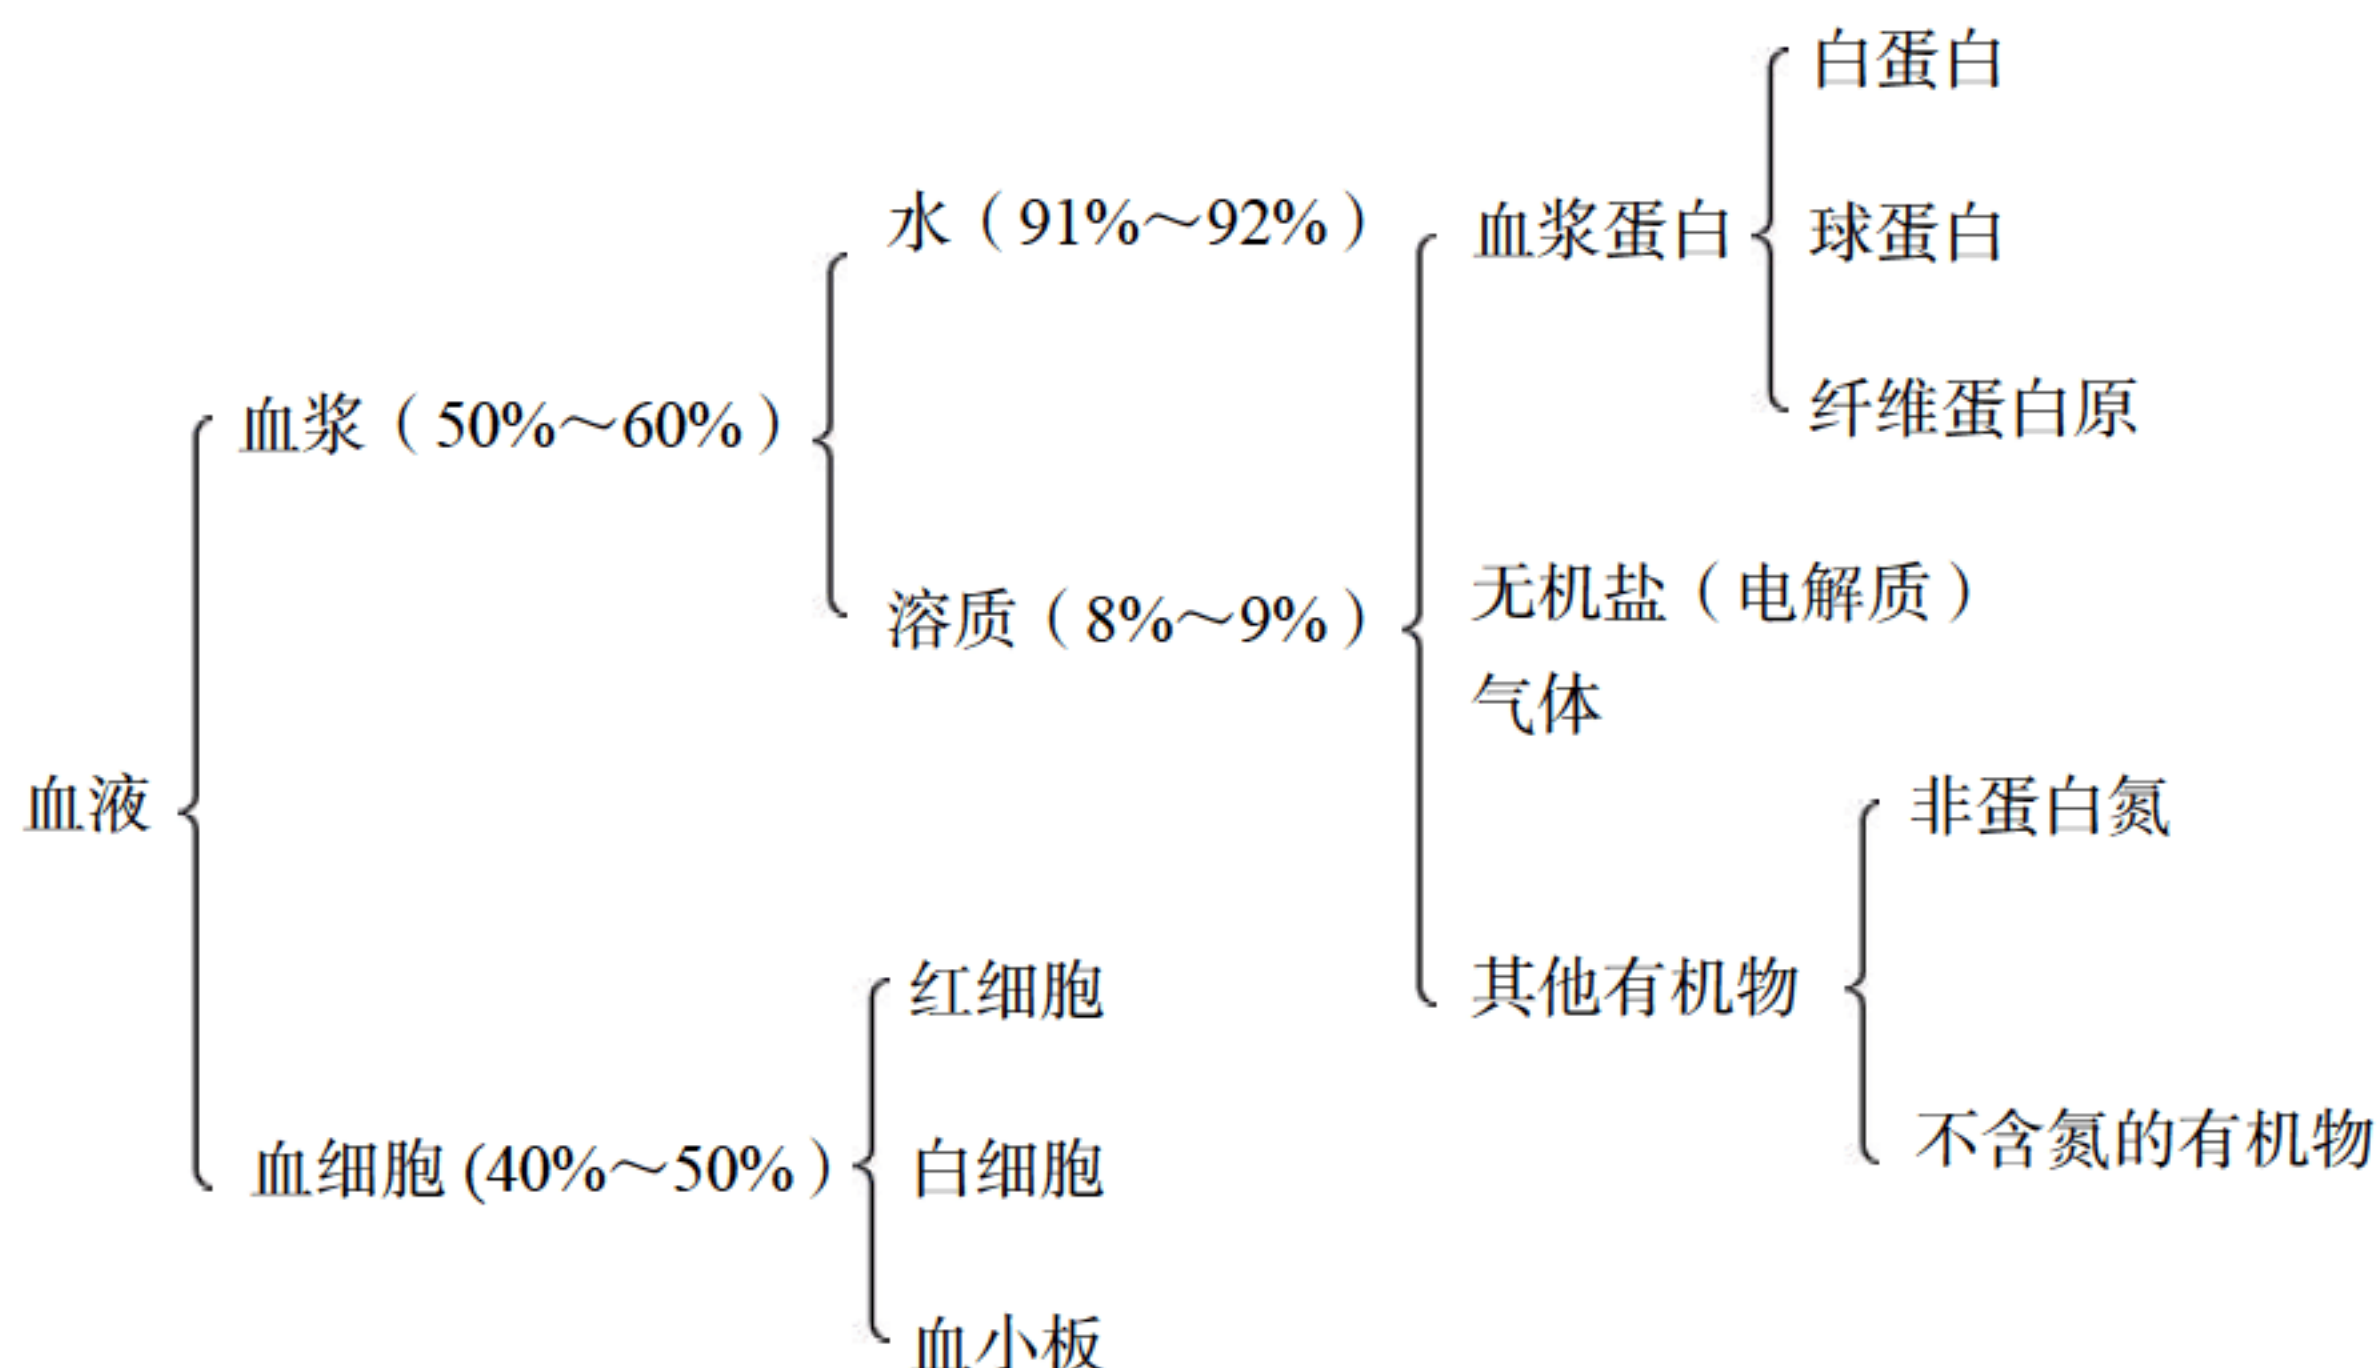 白蛋白
水（91%～92%）
血浆蛋白
球蛋白
血浆（50%～60%）
纤维蛋白原
溶质（8%～9%）
无机盐（电解质）
气体
血液
非蛋白氮
红细胞
其他有机物
血细胞(40%～50%）
白细胞
不含氮的有机物
血小板